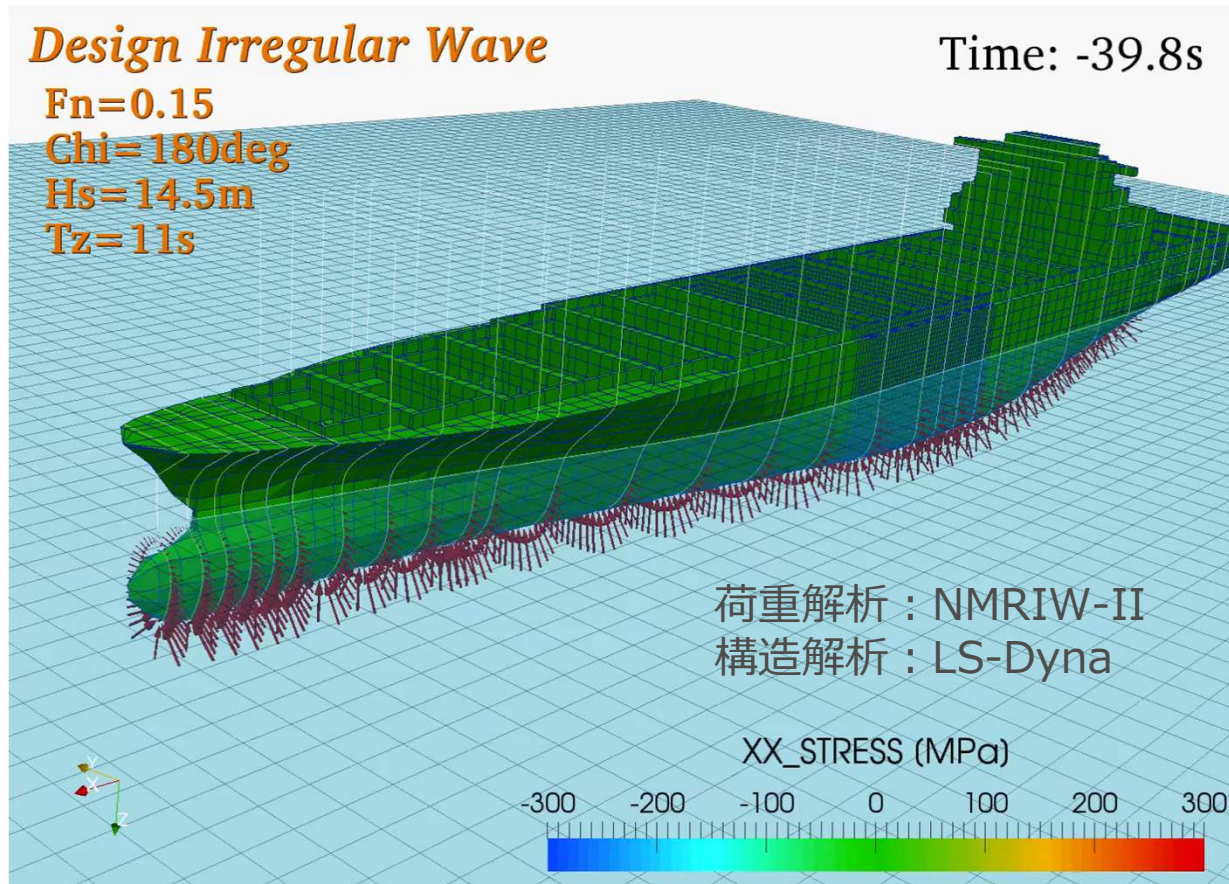 Design Irregular Wave
Time: -39.8s
Fn=0.15
Chi=180deg
Hs=14.5m
Tz=11s
荷重解析：NMRIW-II
構造解析：LS-Dyna
XX_STRESS (MPa)
-300 -200 -100 0 100 200 300
Y
X
Z